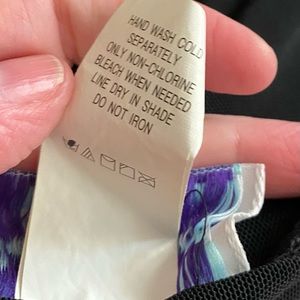 HAND WASH COLD
SEPARATELY
ONLY NON-CHLORINE
BLEACH WHEN NEEDED
LINE DRY IN SHADE
DO NOT IRON